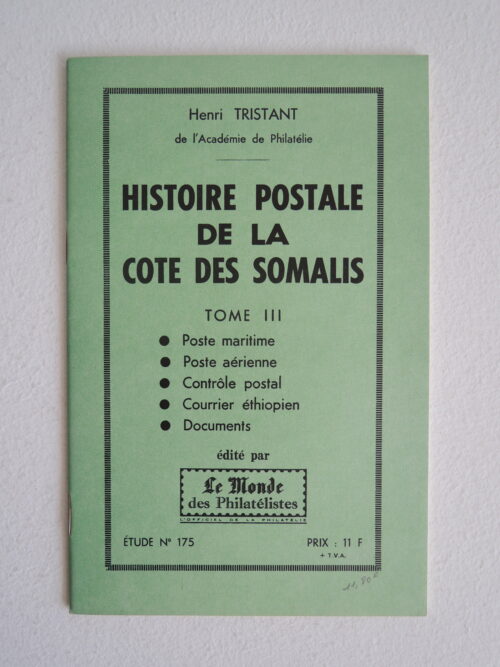 Henri TRISTANT
de l'Académie de Philatélie
HISTOIRE POSTALE
DE LA
COTE DES SOMALIS
TOME III
● Poste maritime
● Poste aérienne
● Contrôle postal
● Courrier éthiopien
● Documents
édité par
Le Monde
des Philatélistes
L'OFFICIEL DE LA PHILATÉLIE
ÉTUDE N° 175 PRIX : 11 F
+ T.V.A.